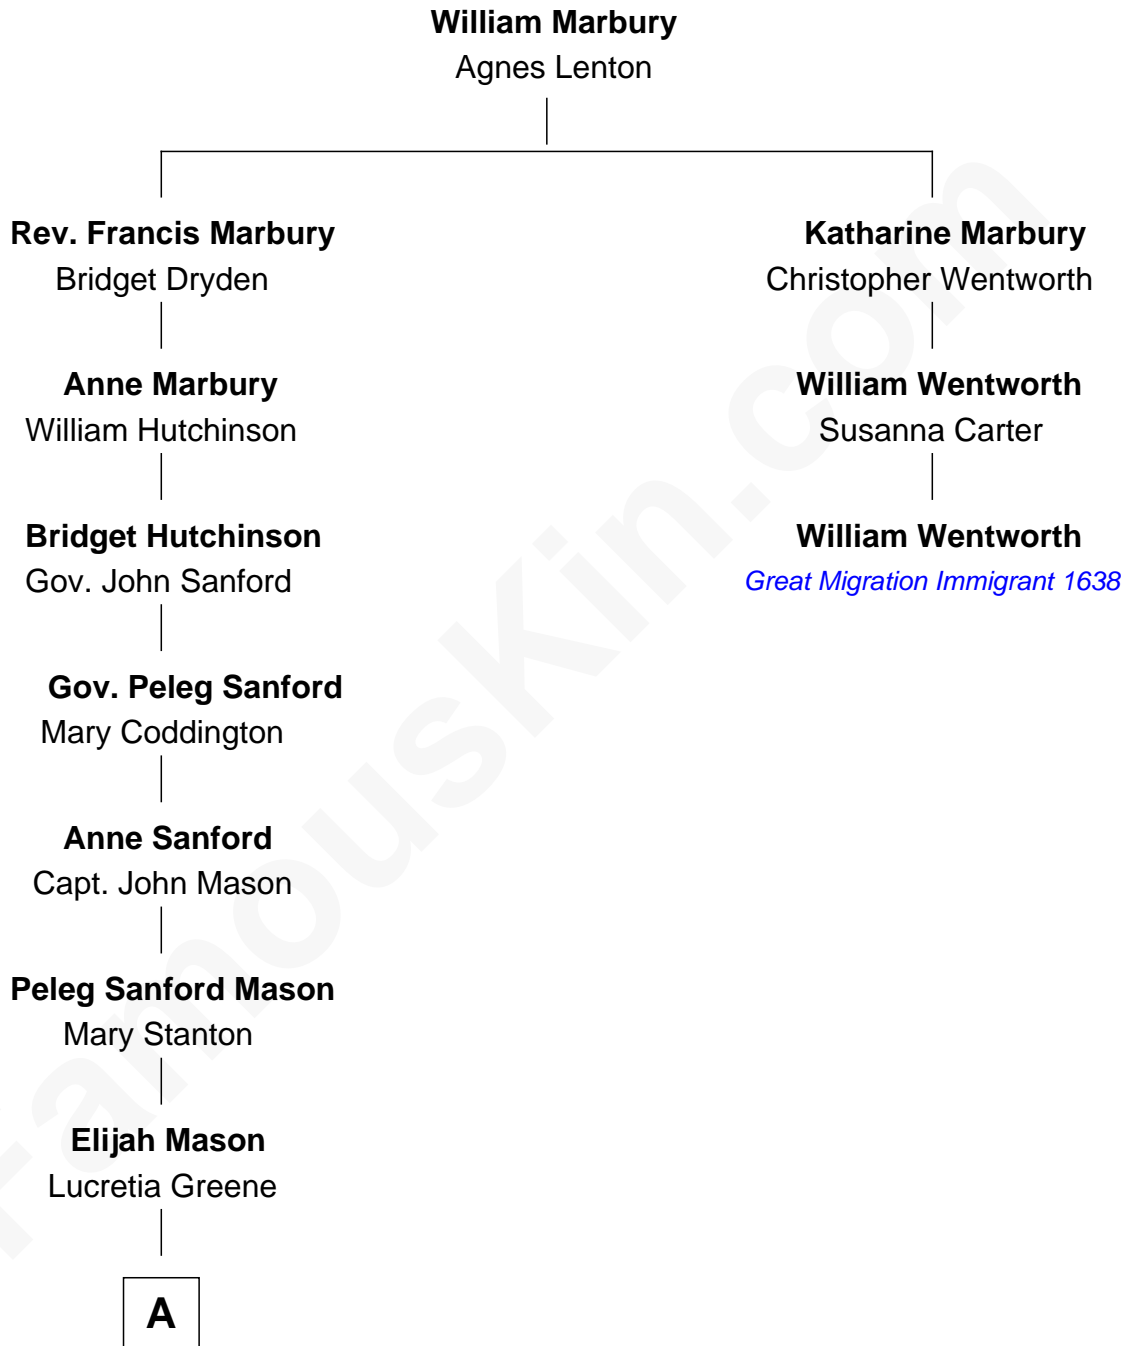 William Marbury
Agnes Lenton
Rev. Francis Marbury
Bridget Dryden
Katharine Marbury
Christopher Wentworth
Anne Marbury
William Hutchinson
William Wentworth
Susanna Carter
Bridget Hutchinson
Gov. John Sanford
William Wentworth
Great Migration Immigrant 1638
Gov. Peleg Sanford
Mary Coddington
Anne Sanford
Capt. John Mason
Peleg Sanford Mason
Mary Stanton
Elijah Mason
Lucretia Greene
A
FamousKin.com